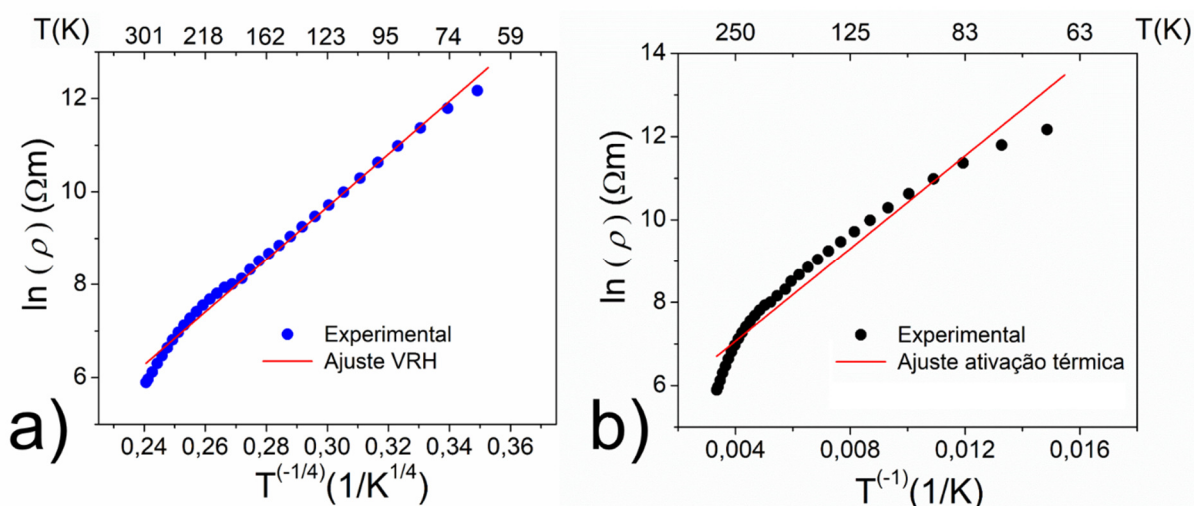 T(K) 301 218 162 123 95 74 59
12
10
8
6
ln (ρ) (Ωm)
Experimental
Ajuste VRH
0,24 0,26 0,28 0,30 0,32 0,34 0,36
T(-1/4)(1/K1/4)
a)
250 125 83 63 T(K)
14
12
10
8
6
ln (ρ) (Ωm)
Experimental
Ajuste ativação térmica
0,004 0,008 0,012 0,016
T(-1)(1/K)
b)